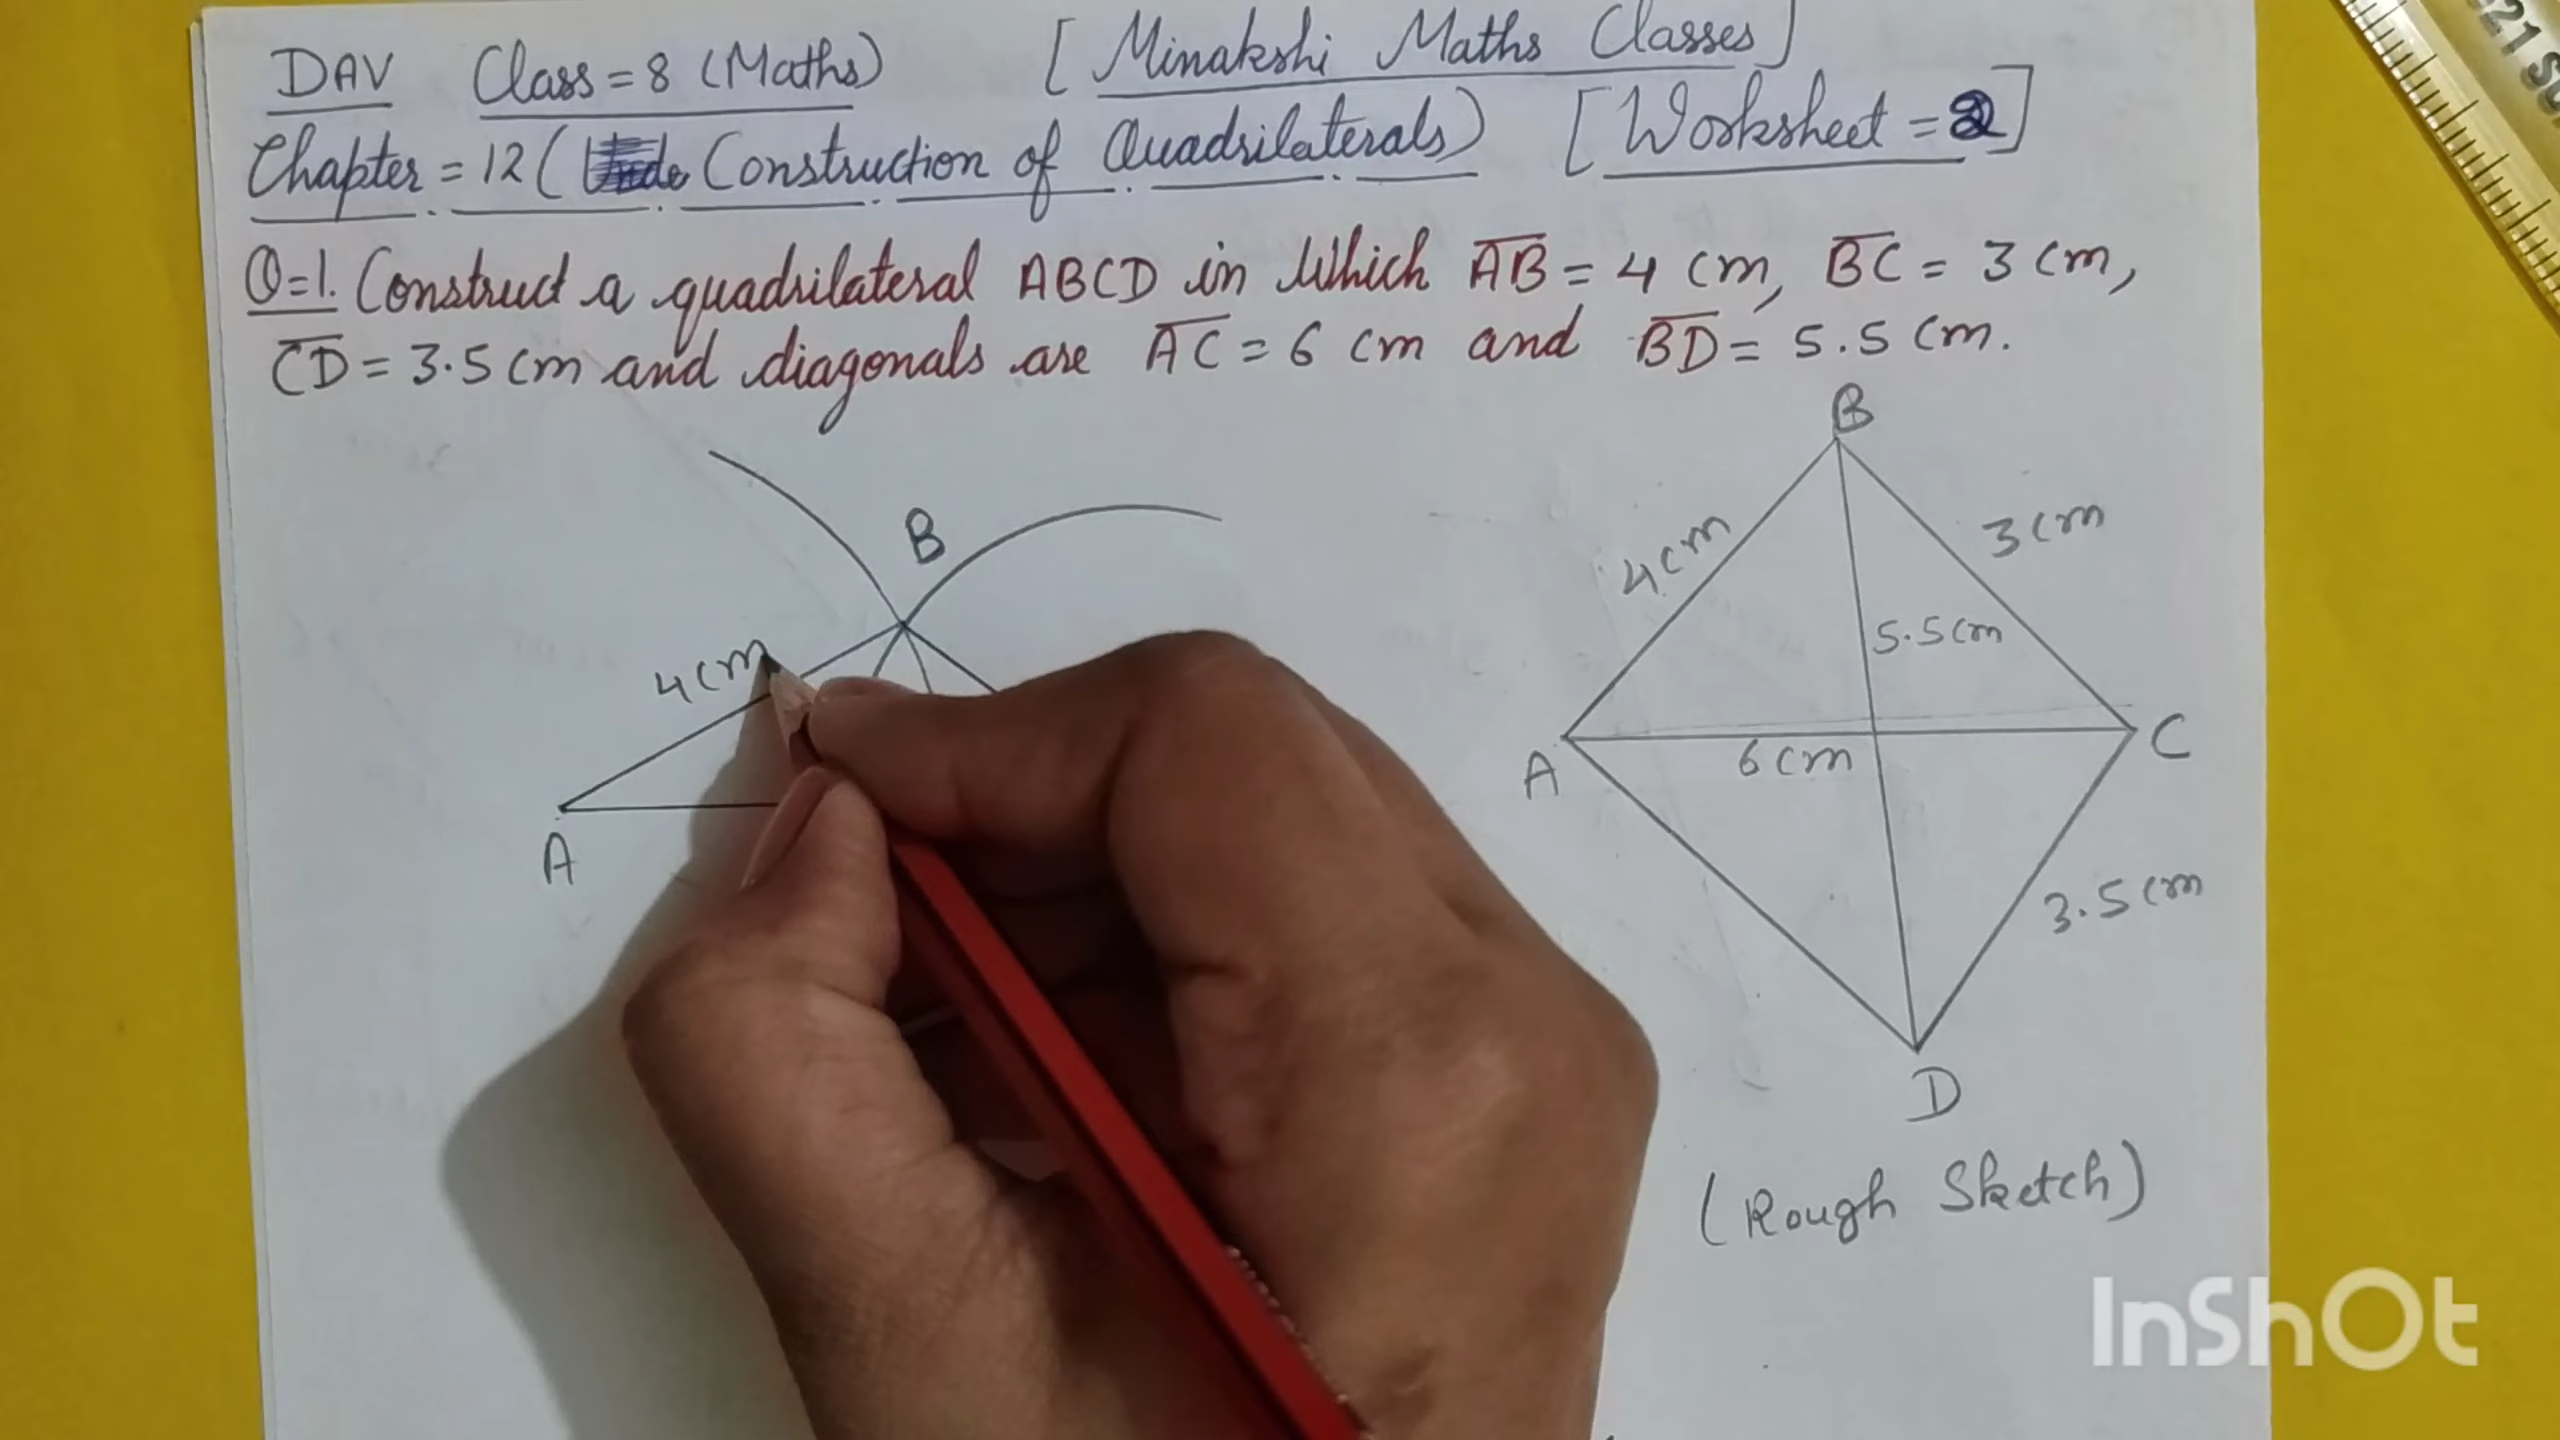 DAV Class = 8 (Maths) [Minakshi Maths Classes]
Chapter = 12 (Construction of Quadrilaterals) [Worksheet = 2]
Q=1. Construct a quadrilateral ABCD in which AB = 4 cm, BC = 3 cm,
CD = 3.5 cm and diagonals are AC = 6 cm and BD = 5.5 cm.
B
4cm
A
B
4cm
3cm
5.5cm
A
6cm
C
3.5cm
D
(Rough Sketch)
InShOt